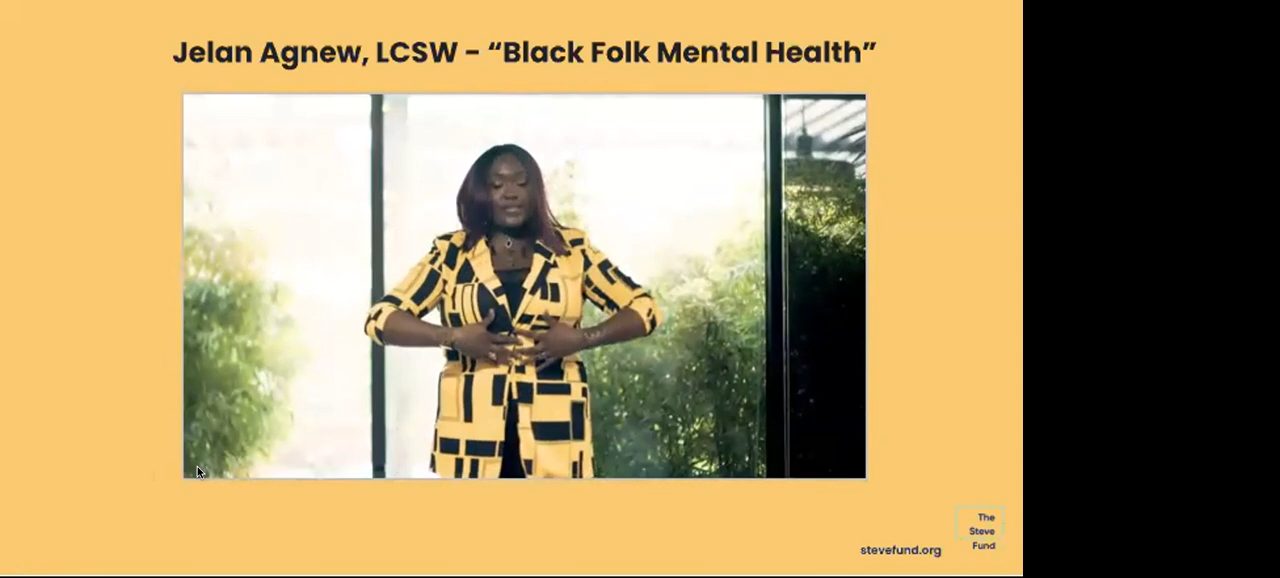 Jelan Agnew, LCSW - “Black Folk Mental Health”
stevefund.org
The
Steve
Fund